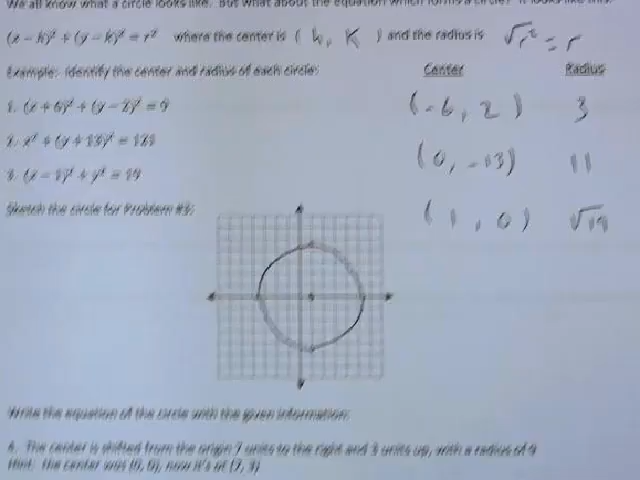 We all know what a circle looks like. But what about the equation which forms a circle? It looks like this:
(x – h)² + (y – k)² = r² where the center is ( h, K ) and the radius is √r² = r
Example: Identify the center and radius of each circle: Center Radius
1. (x + 6)² + (y – 2)² = 9 (-6, 2) 3
2. x² + (y + 13)² = 121 (0, -13) 11
3. (x – 1)² + y² = 19 (1, 0) √19
Sketch the circle for Problem #3:
Write the equation of the circle with the given information:
4. The center is shifted from the origin 7 units to the right and 3 units up, with a radius of 9
Hint: The center was (0, 0), now it's at (7, 3)